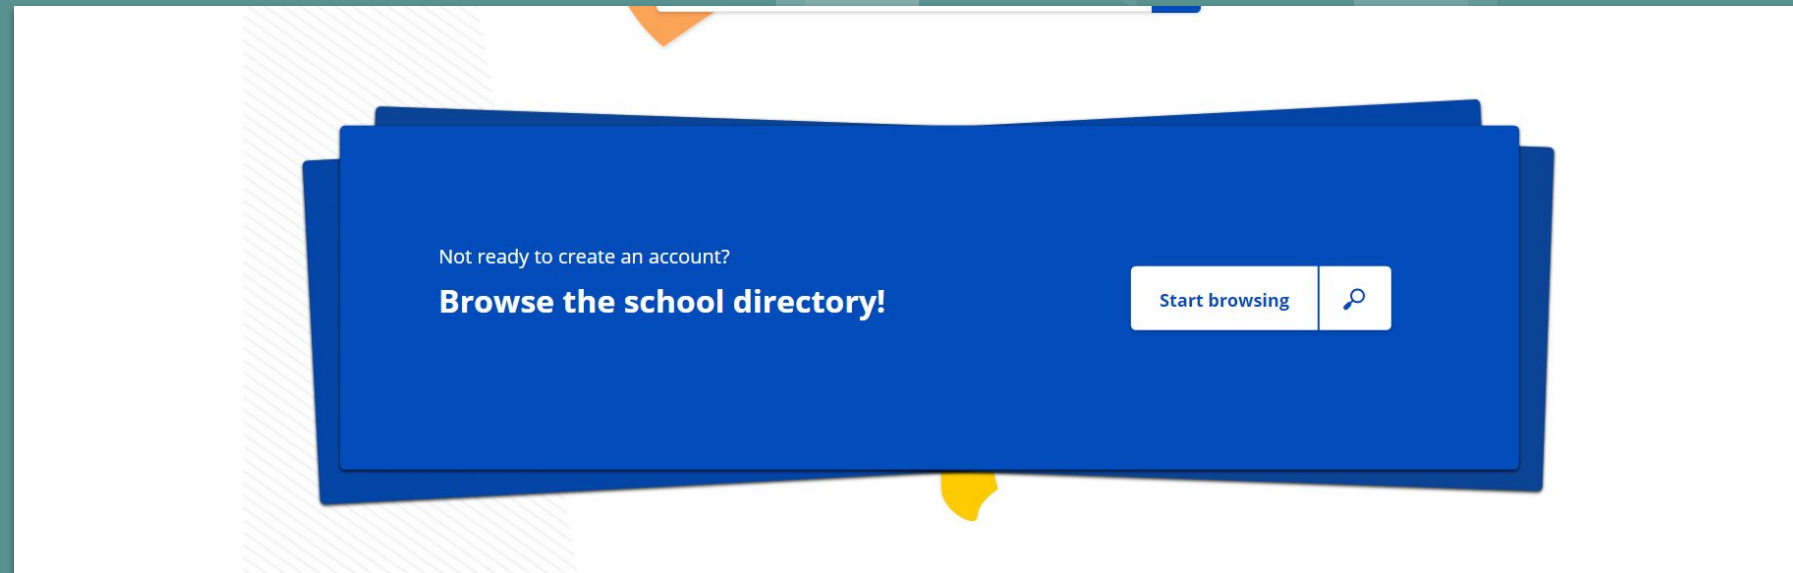 Not ready to create an account?
Browse the school directory!
Start browsing